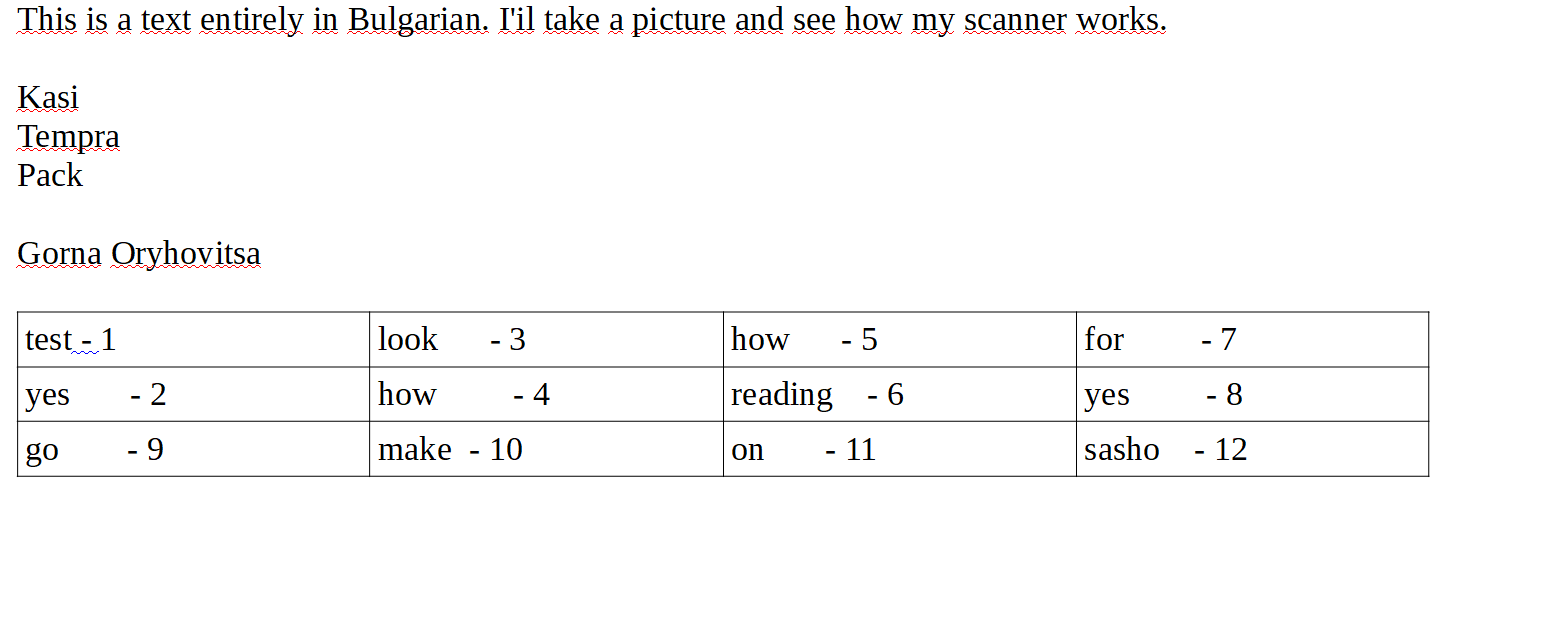 This is a text entirely in Bulgarian. I'il take a picture and see how my scanner works.
Kasi
Tempra
Pack
Gorna Oryhovitsa
test - 1 look - 3 how - 5 for - 7
yes - 2 how - 4 reading - 6 yes - 8
go - 9 make - 10 on - 11 sasho - 12